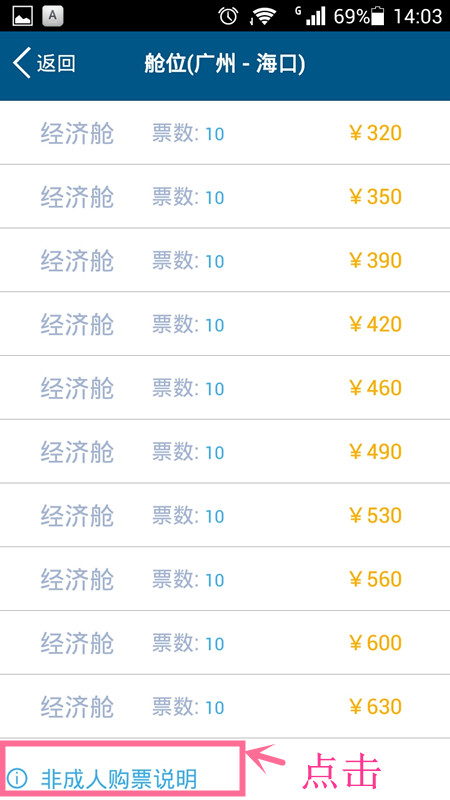 A G 69% 14:03
返回 舱位(广州 - 海口)
经济舱 票数: 10 ￥320
经济舱 票数: 10 ￥350
经济舱 票数: 10 ￥390
经济舱 票数: 10 ￥420
经济舱 票数: 10 ￥460
经济舱 票数: 10 ￥490
经济舱 票数: 10 ￥530
经济舱 票数: 10 ￥560
经济舱 票数: 10 ￥600
经济舱 票数: 10 ￥630
非成人购票说明 点击